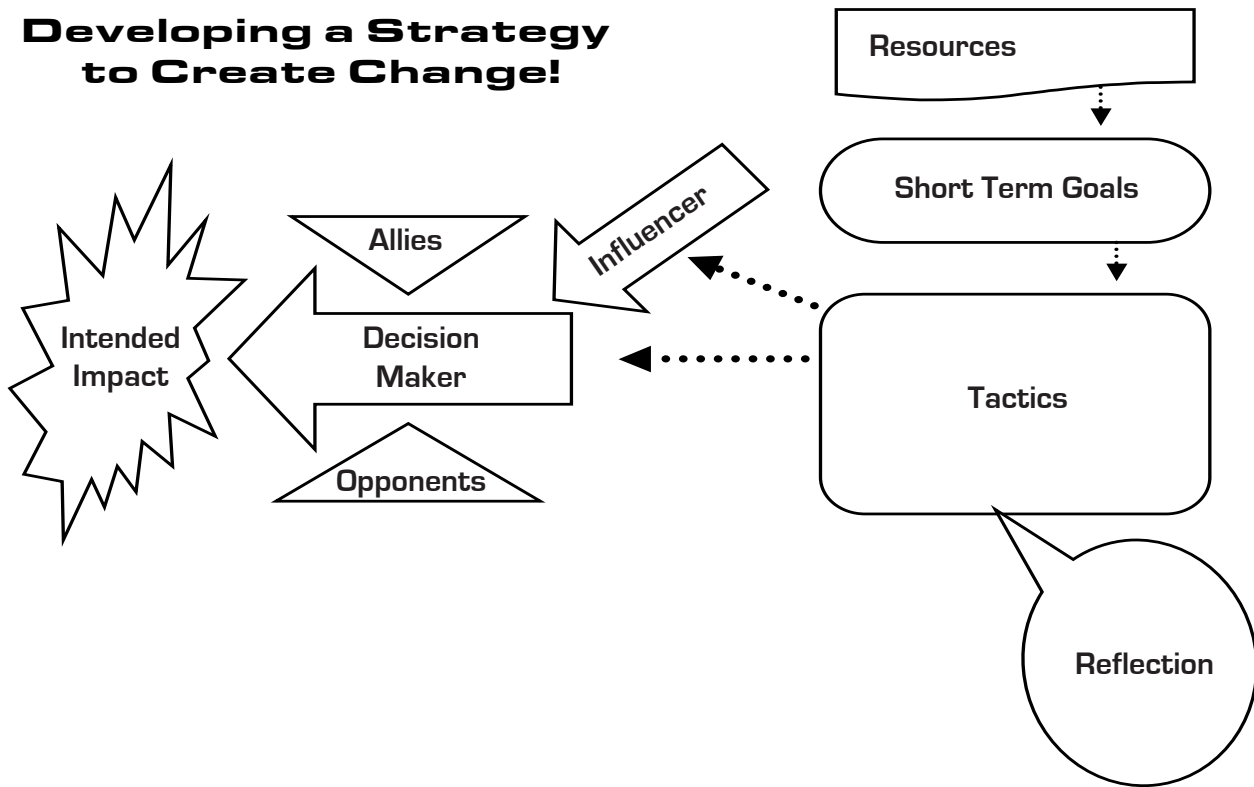 Developing a Strategy
to Create Change!
Resources
Short Term Goals
Influencer
Allies
Intended
Impact
Decision
Maker
Tactics
Opponents
Reflection